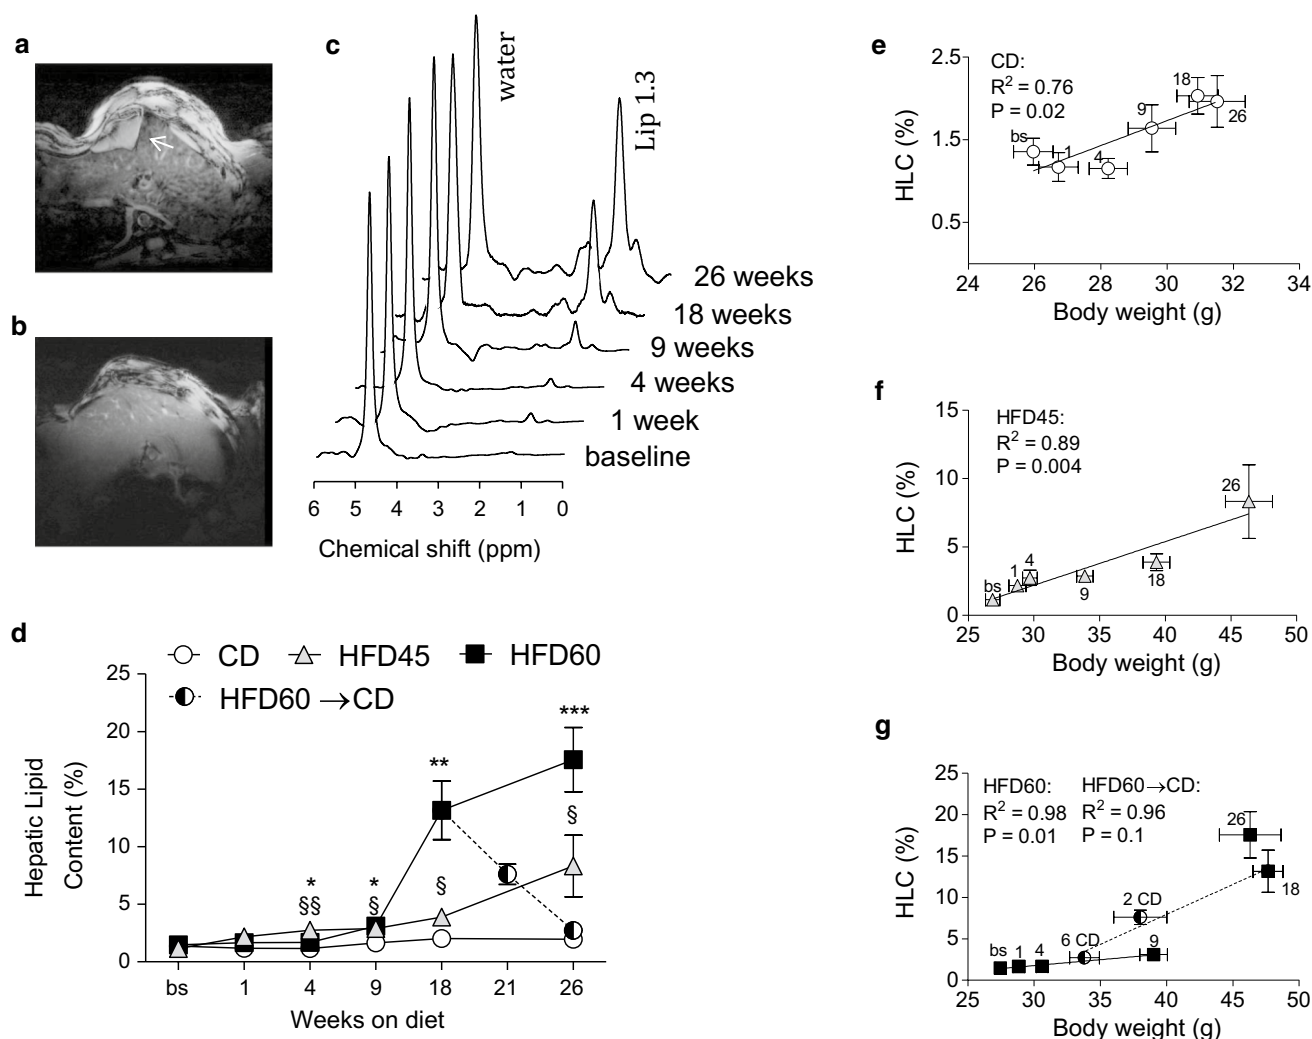 a
b
c
water
Lip 1.3
26 weeks
18 weeks
9 weeks
4 weeks
1 week
baseline
6 5 4 3 2 1 0
Chemical shift (ppm)
d
CD HFD45 HFD60
HFD60 →CD
Hepatic Lipid
Content (%)
25
20
15
10
5
0
*
§§
*
§
**
§
***
§
bs 1 4 9 18 21 26
Weeks on diet
e
HLC (%)
2.5
1.5
0.5
CD:
R² = 0.76
P = 0.02
bs
1
4
9
18
26
24 26 28 30 32 34
Body weight (g)
f
HLC (%)
15
10
5
0
HFD45:
R² = 0.89
P = 0.004
bs
1
4
9
18
26
25 30 35 40 45 50
Body weight (g)
g
HLC (%)
25
20
15
10
5
0
HFD60: HFD60→CD:
R² = 0.98 R² = 0.96
P = 0.01 P = 0.1
26
18
2 CD
6 CD
9
bs 1 4
25 30 35 40 45 50
Body weight (g)